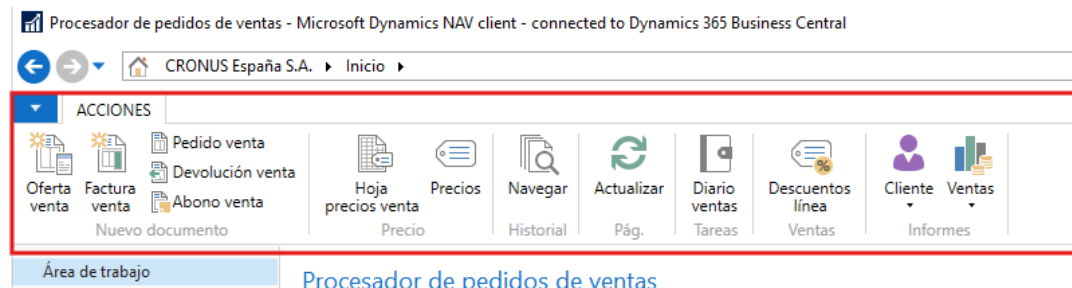 Procesador de pedidos de ventas - Microsoft Dynamics NAV client - connected to Dynamics 365 Business Central
CRONUS España S.A. Inicio
ACCIONES
Oferta venta
Factura venta
Pedido venta
Devolución venta
Abono venta
Nuevo documento
Hoja precios venta
Precios
Precio
Navegar
Historial
Actualizar
Pág.
Diario ventas
Tareas
Descuentos línea
Ventas
Cliente
Ventas
Informes
Área de trabajo
Procesador de pedidos de ventas